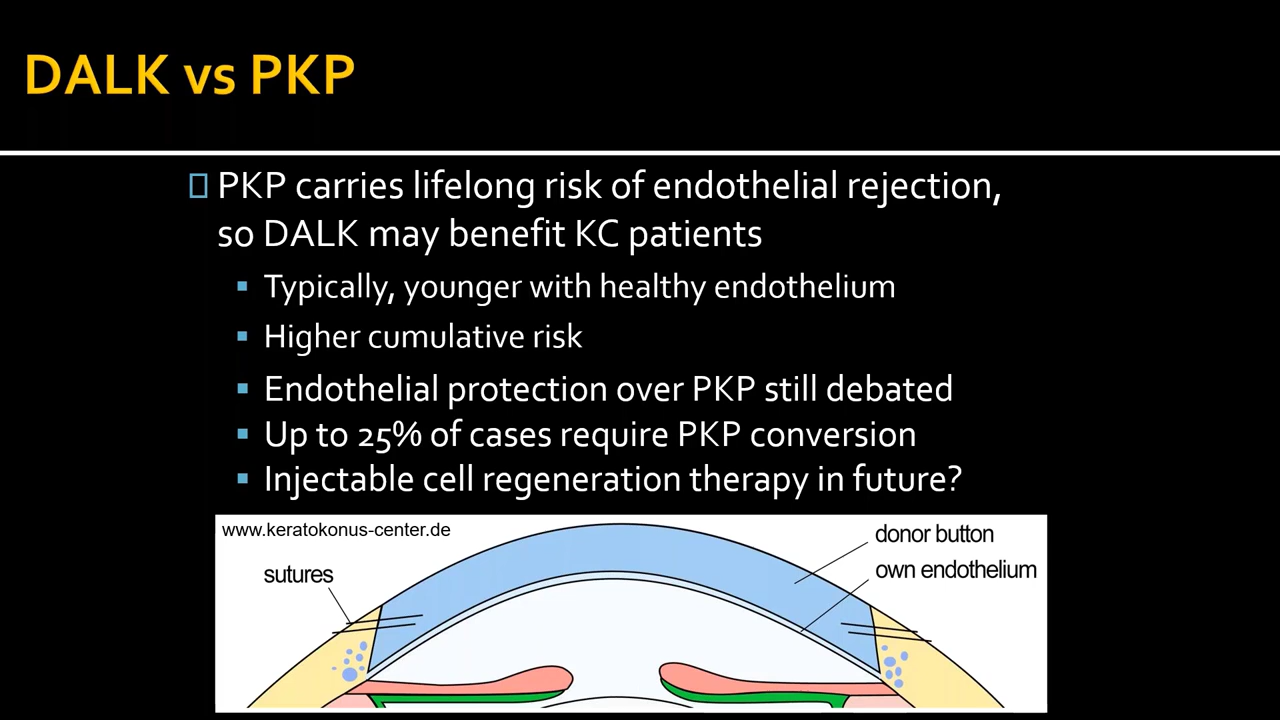 DALK vs PKP
PKP carries lifelong risk of endothelial rejection,
so DALK may benefit KC patients
Typically, younger with healthy endothelium
Higher cumulative risk
Endothelial protection over PKP still debated
Up to 25% of cases require PKP conversion
Injectable cell regeneration therapy in future?
www.keratokonus-center.de
donor button
own endothelium
sutures